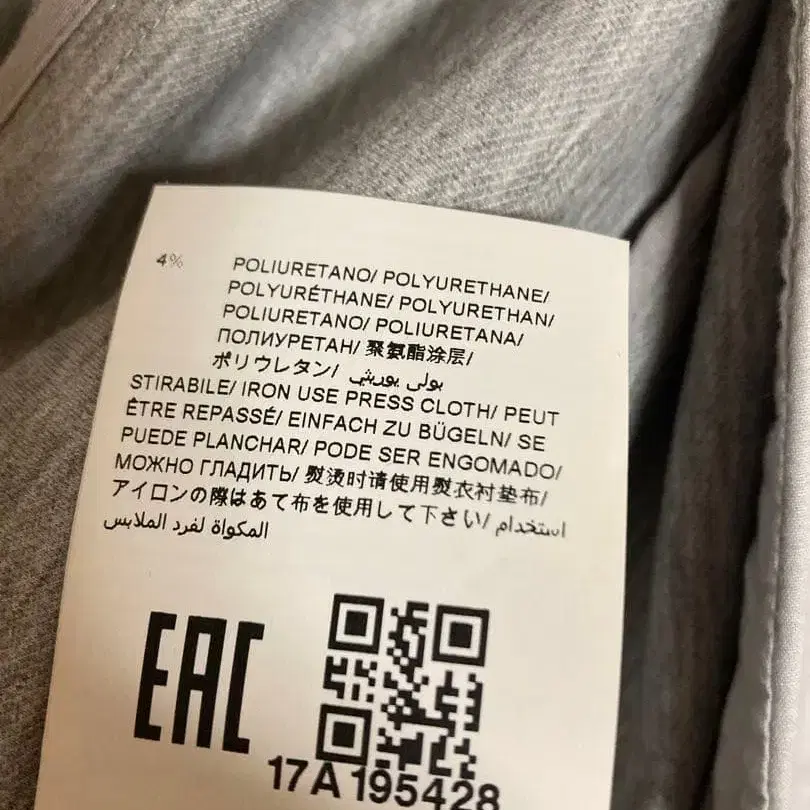 4% POLIURETANO/ POLYURETHANE/
POLYURÉTHANE/ POLYURETHAN/
POLIURETANO/ POLIURETANA/
ПОЛИУРЕТАН/ 聚氨酯涂层/
ポリウレタン/ بولى يوريثى
STIRABILE/ IRON USE PRESS CLOTH/ PEUT
ÊTRE REPASSÉ/ EINFACH ZU BÜGELN/ SE
PUEDE PLANCHAR/ PODE SER ENGOMADO/
МОЖНО ГЛАДИТЬ/ 熨烫时请使用熨衣衬垫布/
アイロンの際はあて布を使用して下さい/ استخدام
المكواة لفرد الملابس
EAC
17A195428